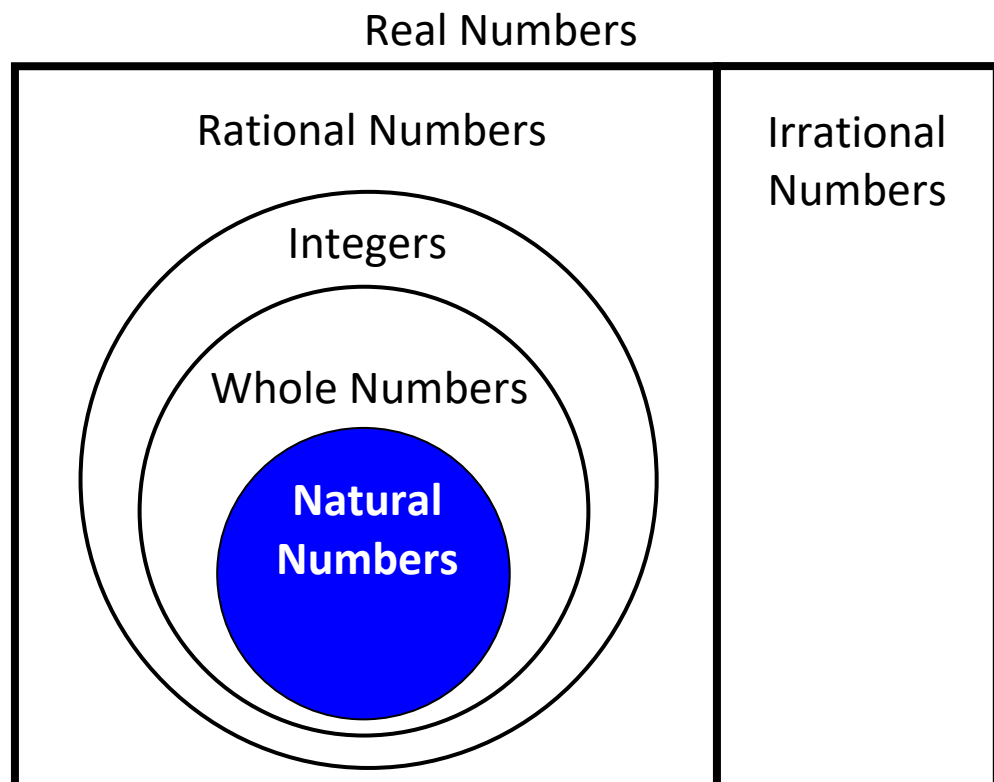 Real Numbers
Rational Numbers
Irrational
Numbers
Integers
Whole Numbers
Natural
Numbers